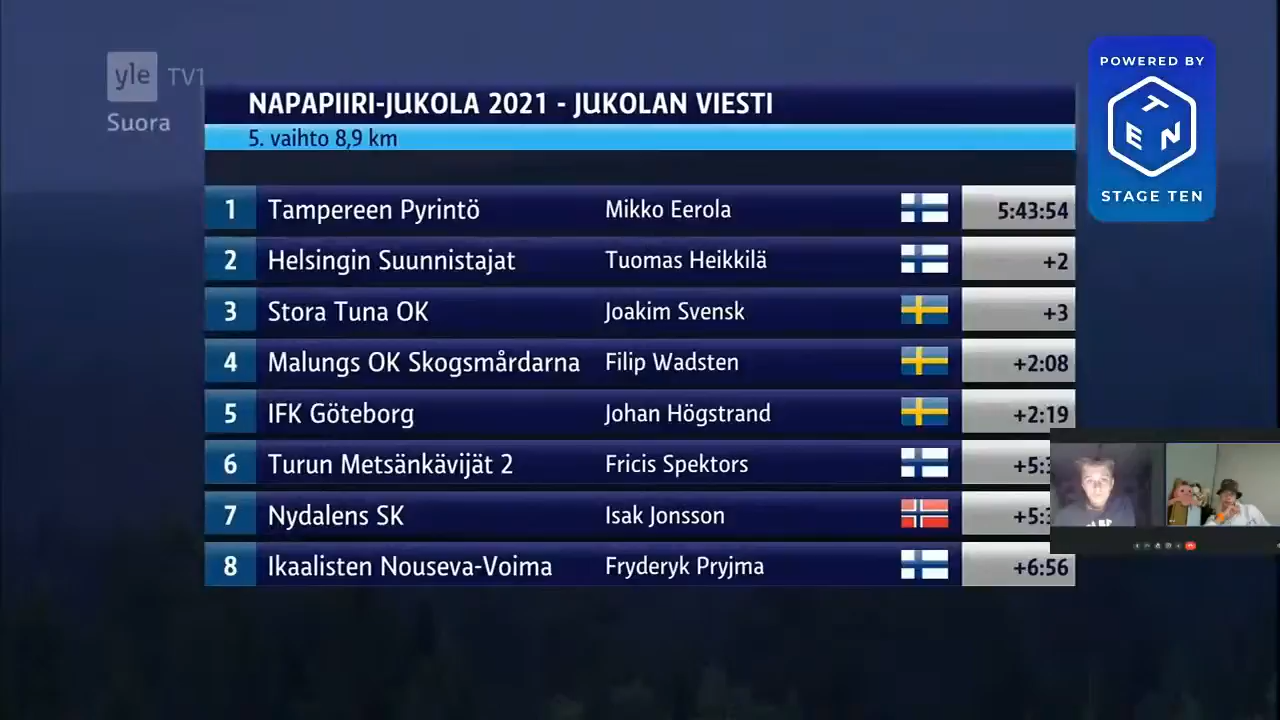 yle TV1
Suora
NAPAPIIRI-JUKOLA 2021 - JUKOLAN VIESTI
5. vaihto 8,9 km
POWERED BY
TEN
STAGE TEN
1 Tampereen Pyrintö Mikko Eerola 5:43:54
2 Helsingin Suunnistajat Tuomas Heikkilä +2
3 Stora Tuna OK Joakim Svensk +3
4 Malungs OK Skogsmårdarna Filip Wadsten +2:08
5 IFK Göteborg Johan Högstrand +2:19
6 Turun Metsänkävijät 2 Fricis Spektors
7 Nydalens SK Isak Jonsson
8 Ikaalisten Nouseva-Voima Fryderyk Pryjma +6:56